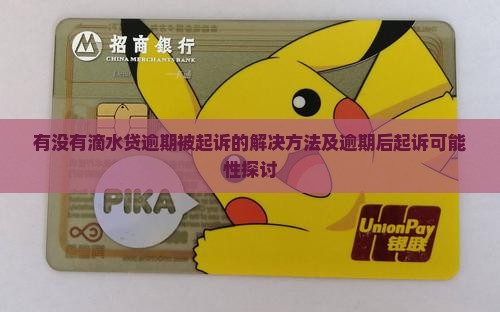 招商银行
CHINA MERCHANTS BANK
有没有滴水贷逾期被起诉的解决方法及逾期后起诉可能
性探讨
PIKA
UnionPay
银联